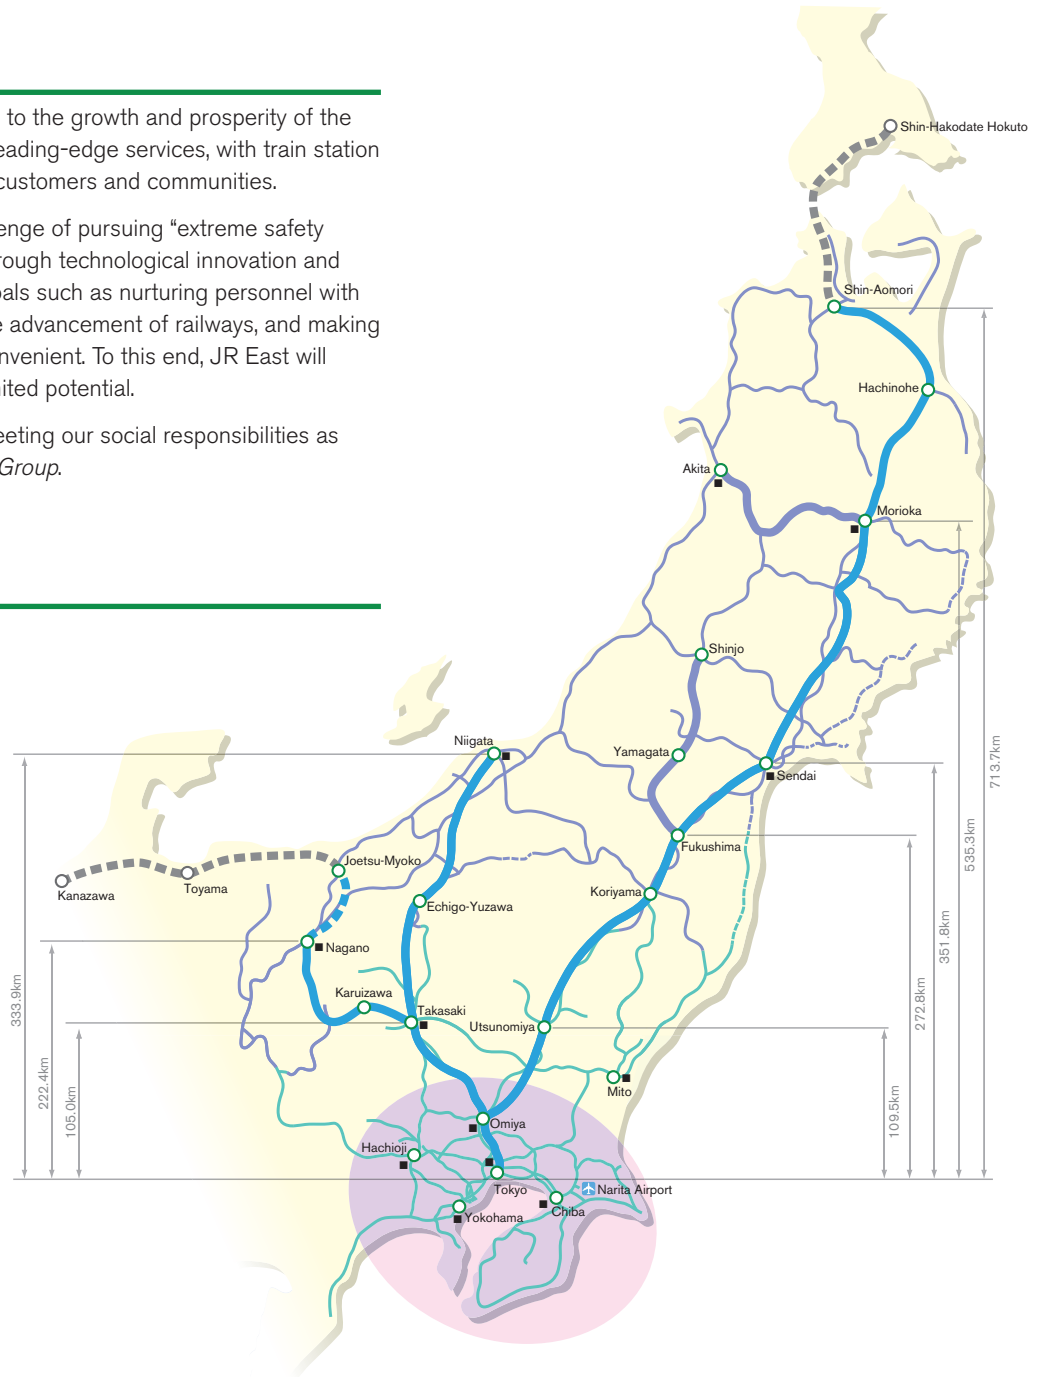 to the growth and prosperity of the
eading-edge services, with train station
customers and communities.
enge of pursuing “extreme safety
rough technological innovation and
oals such as nurturing personnel with
e advancement of railways, and making
nvenient. To this end, JR East will
nited potential.
eeting our social responsibilities as
Group.
Shin-Hakodate Hokuto
Shin-Aomori
Hachinohe
Akita
Morioka
Shinjo
Niigata
Yamagata
Sendai
Fukushima
Joetsu-Myoko
Toyama
Kanazawa
Koriyama
Echigo-Yuzawa
Nagano
Karuizawa
Takasaki
Utsunomiya
Mito
Omiya
Hachioji
Tokyo
Narita Airport
Chiba
Yokohama
333.9km
222.4km
105.0km
109.5km
272.8km
351.8km
535.3km
713.7km